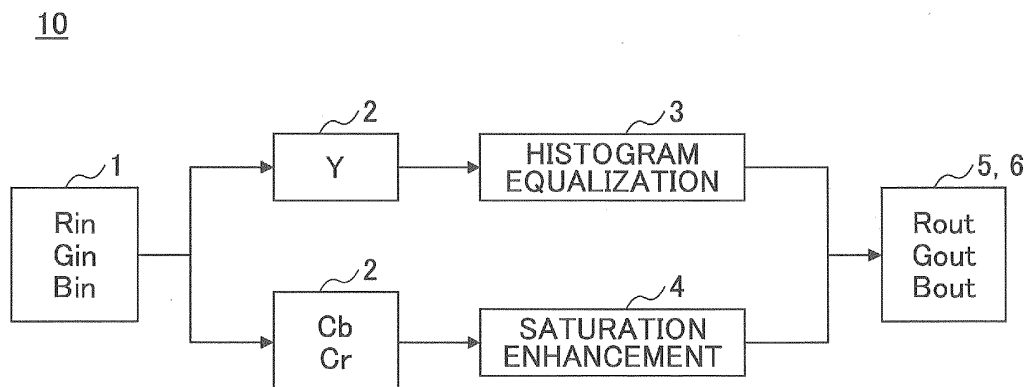 10
1
Rin
Gin
Bin
2
Y
3
HISTOGRAM
EQUALIZATION
2
Cb
Cr
4
SATURATION
ENHANCEMENT
5, 6
Rout
Gout
Bout